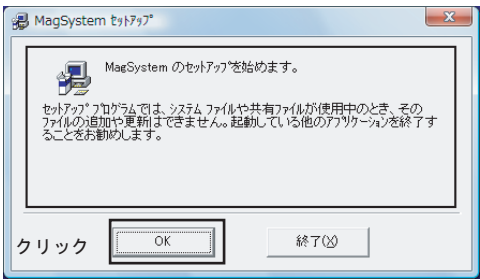 MagSystem ｾｯﾄｱｯﾌﾟ
MagSystem のｾｯﾄｱｯﾌﾟを始めます。
ｾｯﾄｱｯﾌﾟ ﾌﾟﾛｸﾞﾗﾑでは、ｼｽﾃﾑ ﾌｧｲﾙや共有ﾌｧｲﾙが使用中のとき、その
ﾌｧｲﾙの追加や更新はできません。起動している他のｱﾌﾟﾘｹｰｼｮﾝを終了す
ることをお勧めします。
クリック OK 終了(X)